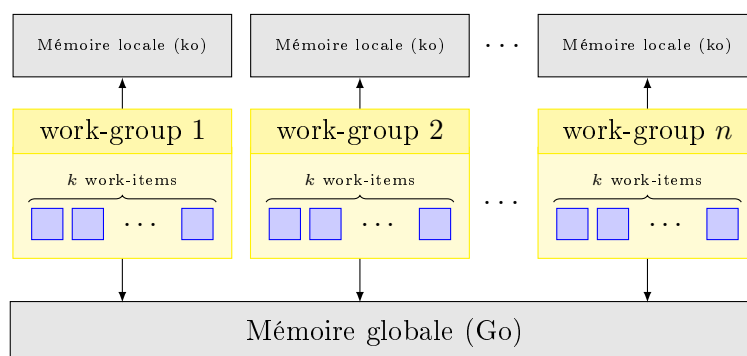 Mémoire locale (ko) Mémoire locale (ko) ··· Mémoire locale (ko)
work-group 1 work-group 2 work-group n
k work-items k work-items k work-items
··· ··· ··· ···
Mémoire globale (Go)